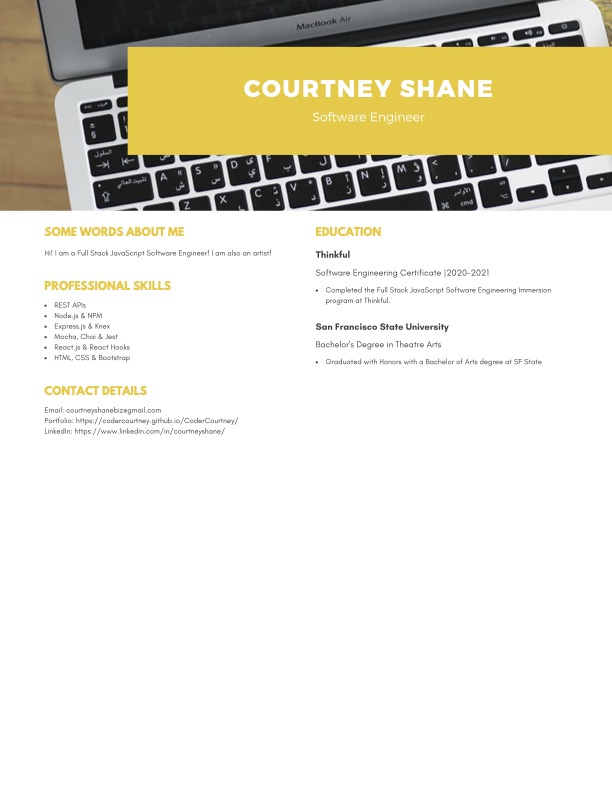 MacBook Air
COURTNEY SHANE
Software Engineer
SOME WORDS ABOUT ME
Hi! I am a Full Stack JavaScript Software Engineer! I am also an artist!
PROFESSIONAL SKILLS
• REST APIs
• Node.js & NPM
• Express.js & Knex
• Mocha, Chai & Jest
• React.js & React Hooks
• HTML, CSS & Bootstrap
CONTACT DETAILS
Email: courtneyshanebiz@gmail.com
Portfolio: https://codercourtney.github.io/CoderCourtney/
LinkedIn: https://www.linkedin.com/in/courtneyshane/
EDUCATION
Thinkful
Software Engineering Certificate |2020-2021
• Completed the Full Stack JavaScript Software Engineering Immersion
program at Thinkful.
San Francisco State University
Bachelor's Degree in Theatre Arts
• Graduated with Honors with a Bachelor of Arts degree at SF State